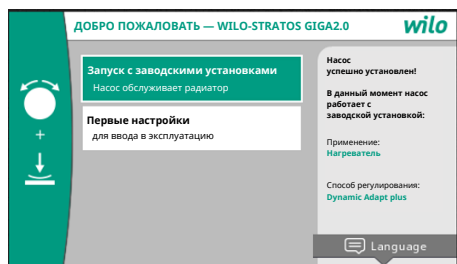 ДОБРО ПОЖАЛОВАТЬ — WILO-STRATOS GIGA2.0
wilo
Запуск с заводскими установками
Насос обслуживает радиатор
Первые настройки
для ввода в эксплуатацию
Насос
успешно установлен!
В данный момент насос
работает с
заводской установкой:
Применение:
Нагреватель
Способ регулирования:
Dynamic Adapt plus
+
Language